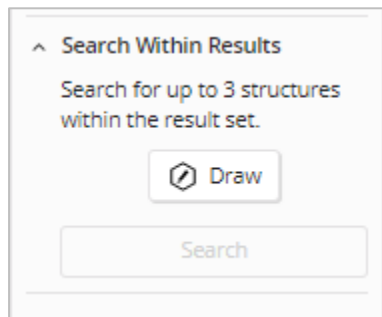 Search Within Results
Search for up to 3 structures
within the result set.
Draw
Search